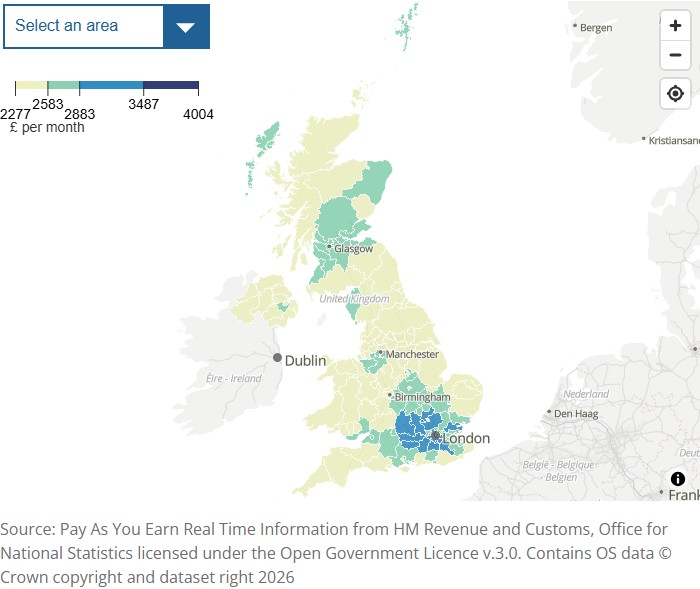 Select an area
2277 2583 2883 3487 4004
£ per month
Bergen
Kristiansan
Glasgow
United Kingdom
Manchester
Dublin
Éire - Ireland
Birmingham
London
Nederland
Den Haag
België - Belgique
Belgien
Deut
Frank
Source: Pay As You Earn Real Time Information from HM Revenue and Customs, Office for
National Statistics licensed under the Open Government Licence v.3.0. Contains OS data ©
Crown copyright and dataset right 2026